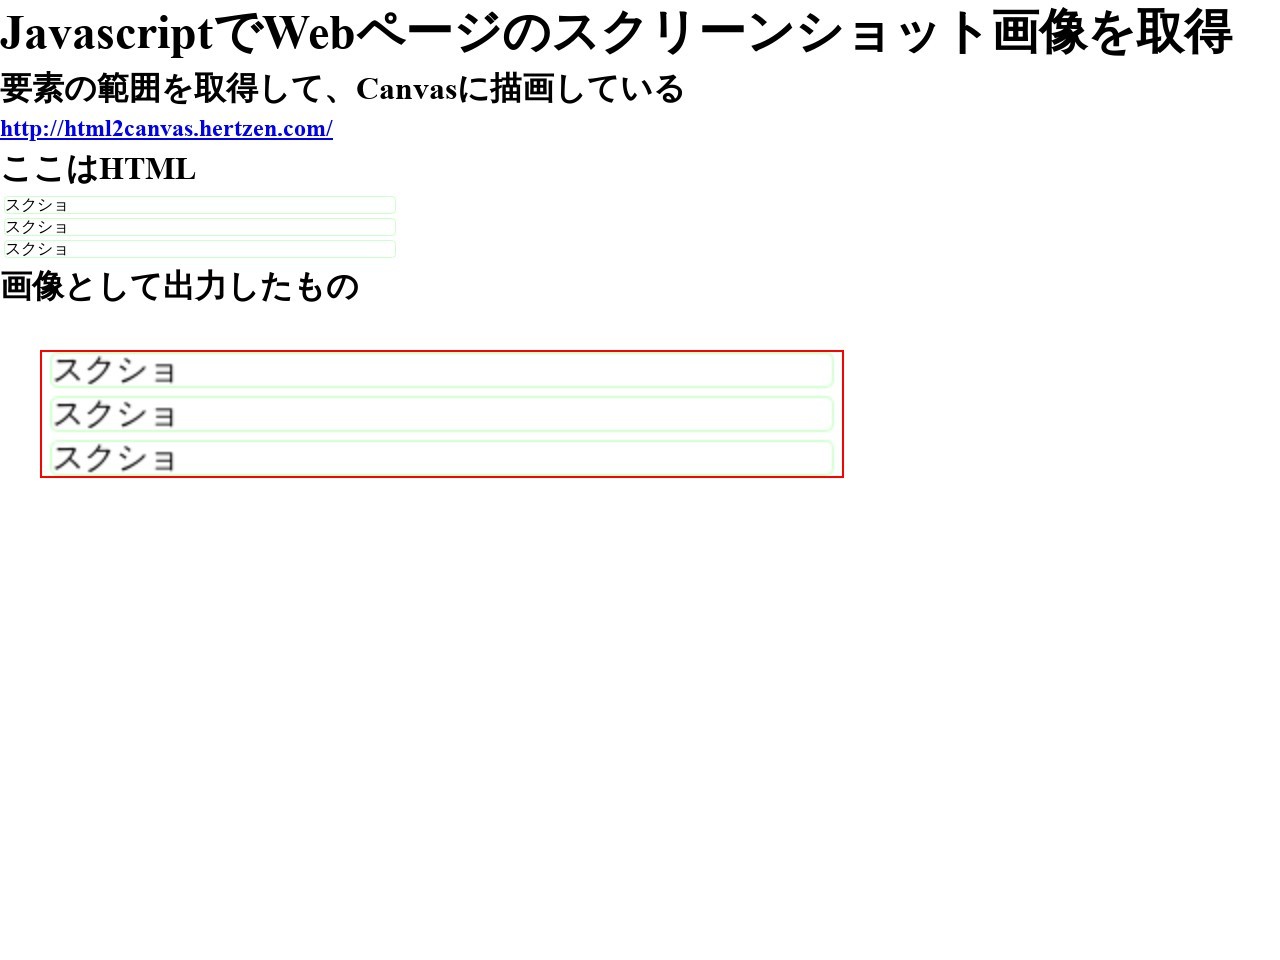 JavascriptでWebページのスクリーンショット画像を取得
要素の範囲を取得して、Canvasに描画している
http://html2canvas.hertzen.com/
ここはHTML
スクショ
スクショ
スクショ
画像として出力したもの
スクショ
スクショ
スクショ